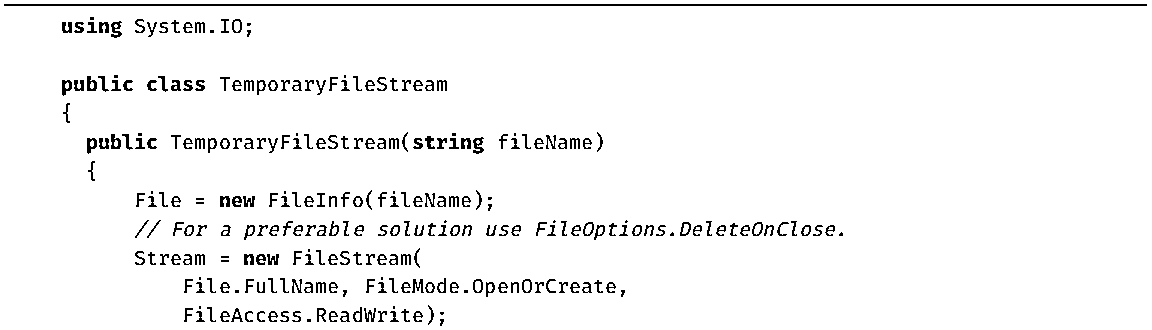 using System.IO;
public class TemporaryFileStream
{
public TemporaryFileStream(string fileName)
{
File = new FileInfo(fileName);
// For a preferable solution use FileOptions.DeleteOnClose.
Stream = new FileStream(
File.FullName, FileMode.OpenOrCreate,
FileAccess.ReadWrite);